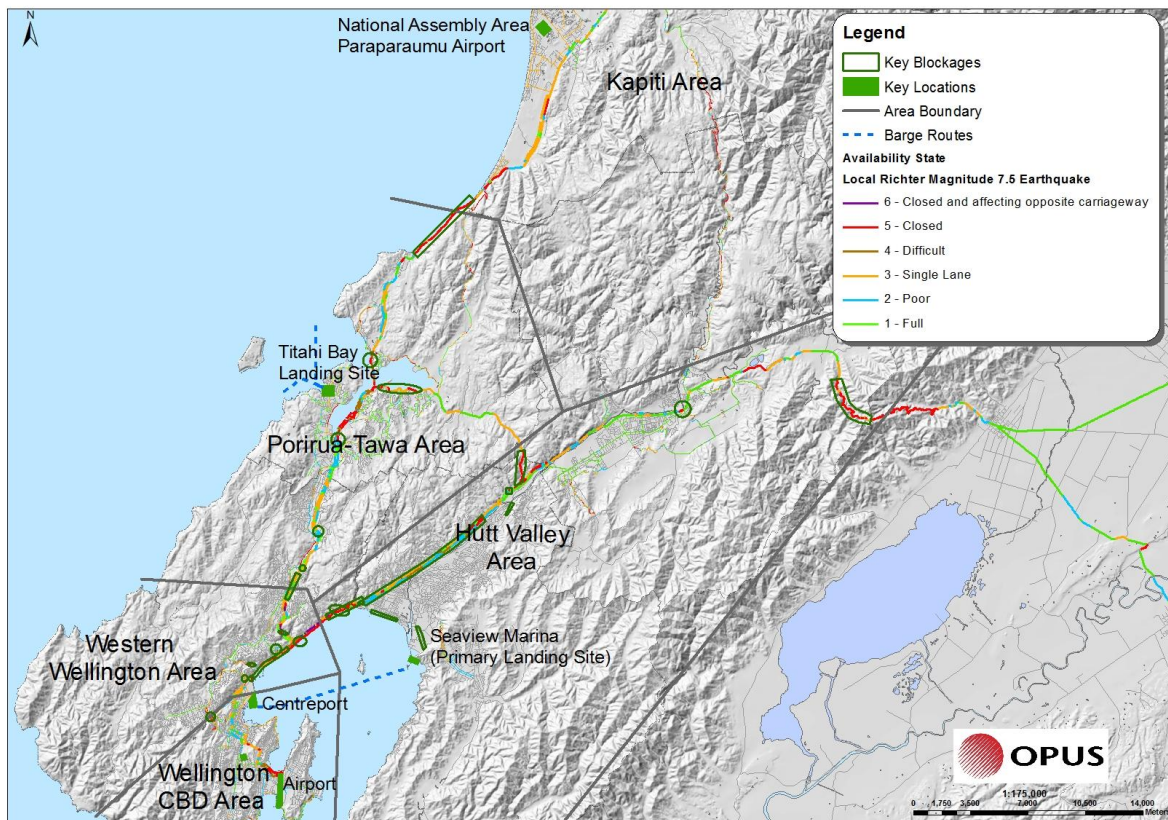 N
National Assembly Area
Paraparaumu Airport
Kapiti Area
Legend
Key Blockages
Key Locations
Area Boundary
Barge Routes
Availability State
Local Richter Magnitude 7.5 Earthquake
6 - Closed and affecting opposite carriageway
5 - Closed
4 - Difficult
3 - Single Lane
2 - Poor
1 - Full
Titahi Bay
Landing Site
Porirua-Tawa Area
Hutt Valley
Area
Western
Wellington Area
Seaview Marina
(Primary Landing Site)
Centreport
Wellington
CBD Area
Airport
OPUS
1:175,000
0 1,750 3,500 7,000 10,500 14,000